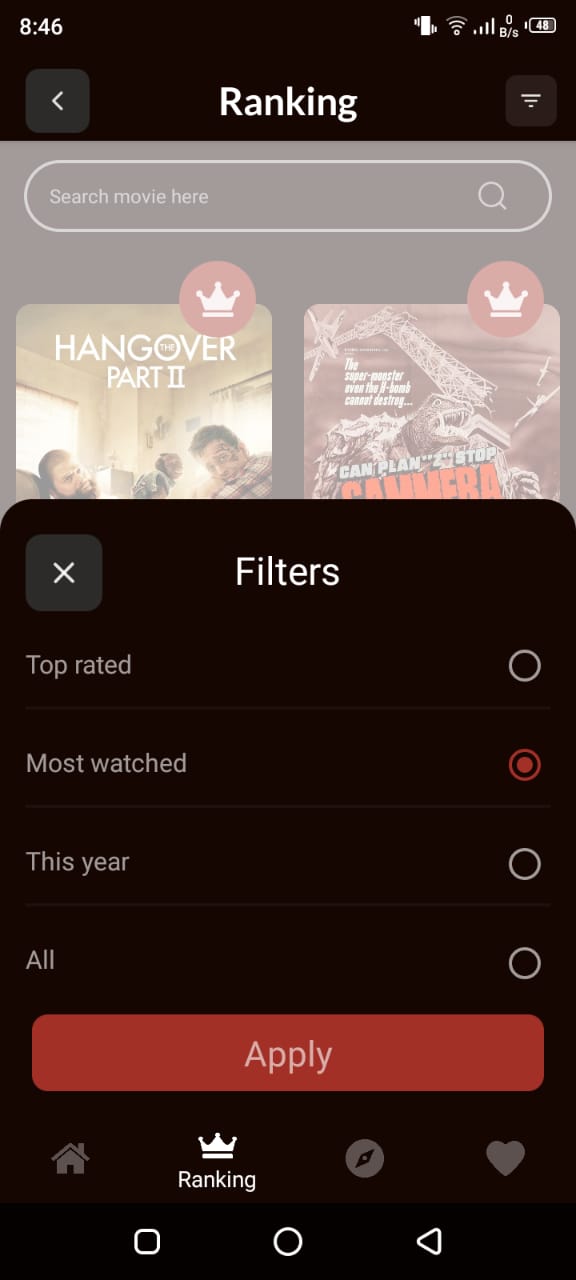 8:46
0
B/s
48
Ranking
Search movie here
THE
HANGOVER
PART II
The
super-monster
even the H-bomb
cannot destroy...
CAN PLAN "Z" STOP
GAMMERA
Filters
Top rated
Most watched
This year
All
Apply
Ranking